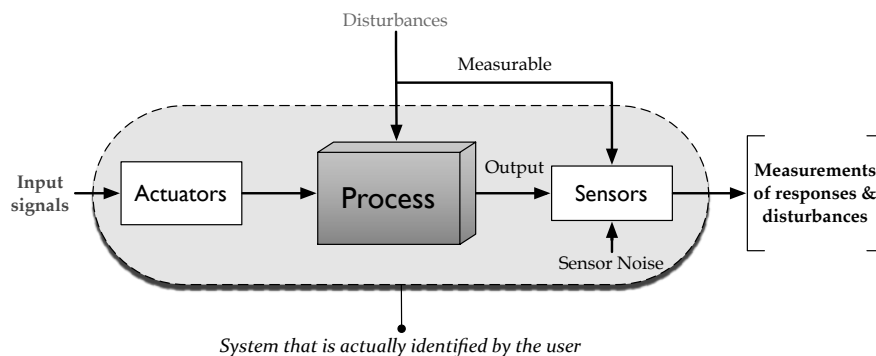 Disturbances
Measurable
Input
signals
Actuators
Process
Output
Sensors
Measurements
of responses &
disturbances
Sensor Noise
System that is actually identified by the user